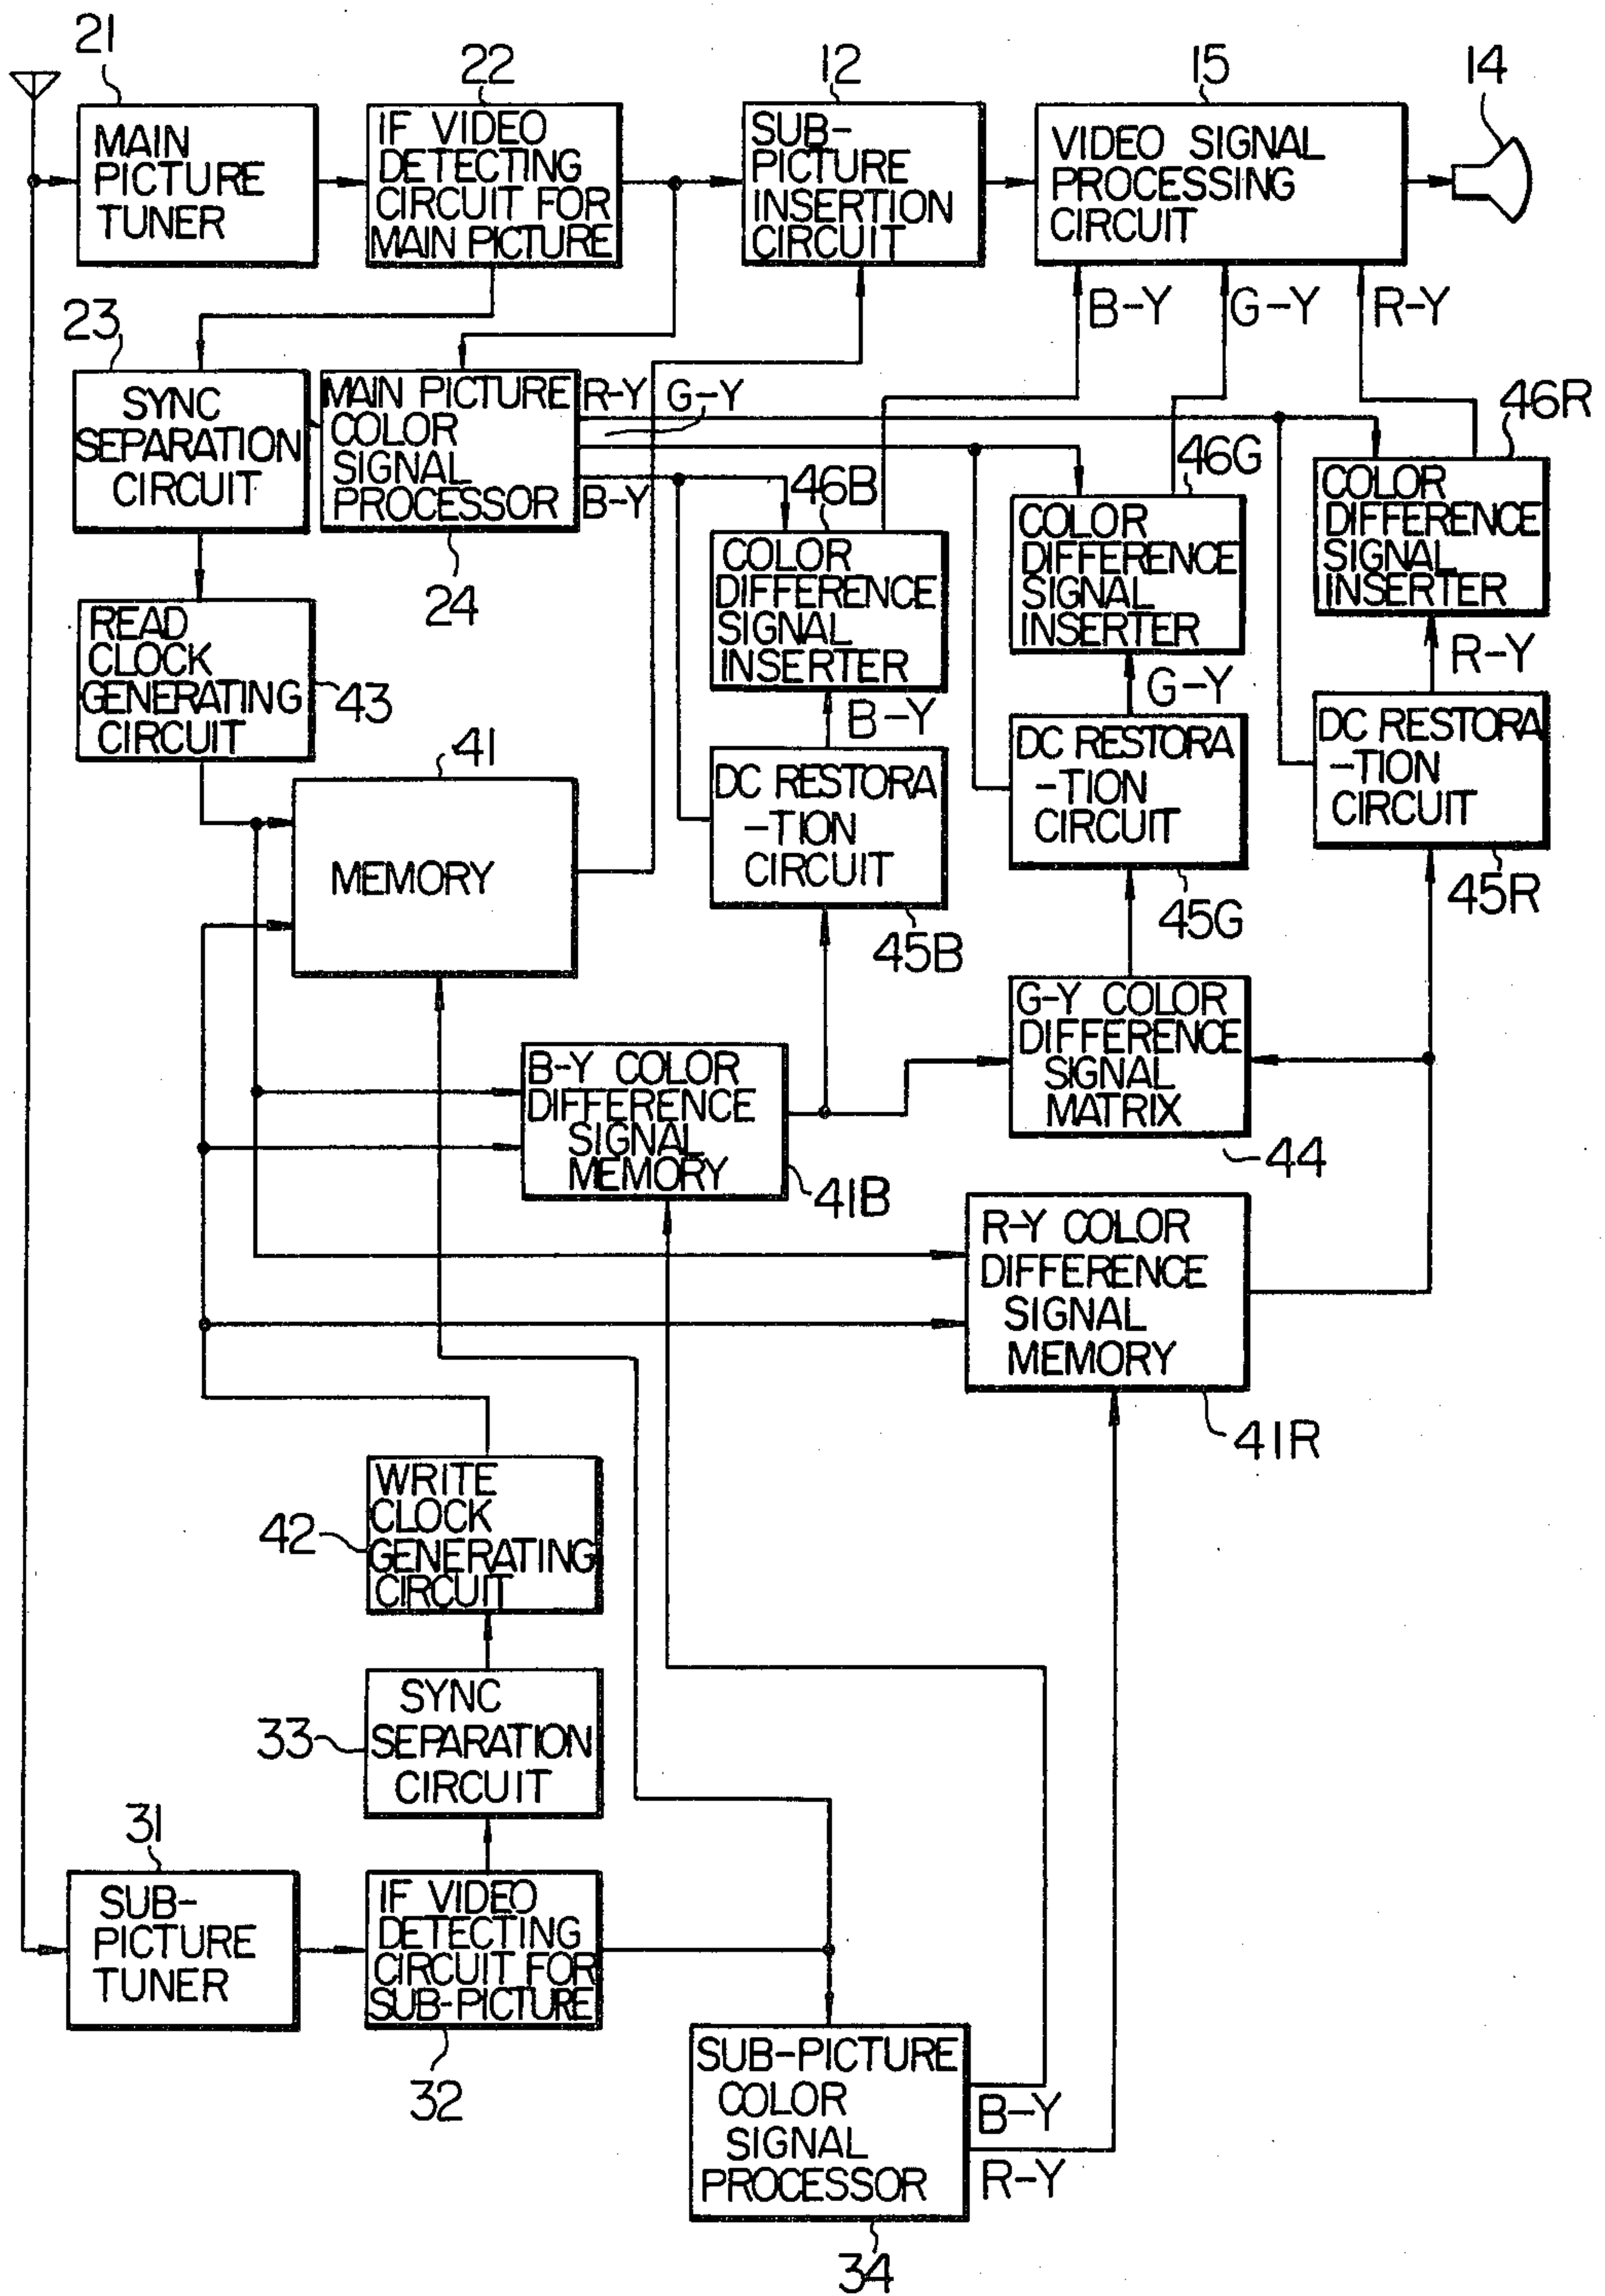 21
MAIN
PICTURE
TUNER
22
IF VIDEO
DETECTING
CIRCUIT FOR
MAIN PICTURE
12
SUB-
PICTURE
INSERTION
CIRCUIT
15
VIDEO SIGNAL
PROCESSING
CIRCUIT
14
B-Y
G-Y
R-Y
23
SYNC
SEPARATION
CIRCUIT
MAIN PICTURE
COLOR
SIGNAL
PROCESSOR
24
R-Y
G-Y
B-Y
46B
COLOR
DIFFERENCE
SIGNAL
INSERTER
46G
COLOR
DIFFERENCE
SIGNAL
INSERTER
46R
COLOR
DIFFERENCE
SIGNAL
INSERTER
READ
CLOCK
GENERATING
CIRCUIT
43
B-Y
G-Y
R-Y
41
MEMORY
DC RESTORA
-TION
CIRCUIT
45B
DC RESTORA
-TION
CIRCUIT
45G
DC RESTORA
-TION
CIRCUIT
45R
B-Y COLOR
DIFFERENCE
SIGNAL
MEMORY
41B
G-Y COLOR
DIFFERENCE
SIGNAL
MATRIX
44
R-Y COLOR
DIFFERENCE
SIGNAL
MEMORY
41R
WRITE
CLOCK
GENERATING
CIRCUIT
42
SYNC
SEPARATION
CIRCUIT
33
31
SUB-
PICTURE
TUNER
IF VIDEO
DETECTING
CIRCUIT FOR
SUB-PICTURE
32
SUB-PICTURE
COLOR
SIGNAL
PROCESSOR
B-Y
R-Y
34